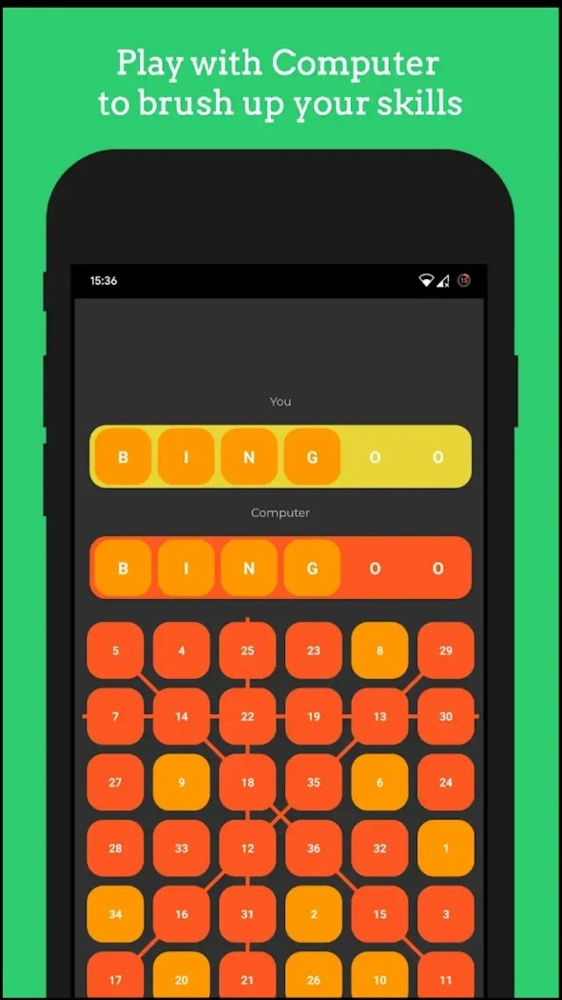 Play with Computer
to brush up your skills
15:36
15
You
B I N G O O
Computer
B I N G O O
5 4 25 23 8 29
7 14 22 19 13 30
27 9 18 35 6 24
28 33 12 36 32 1
34 16 31 2 15 3
17 20 21 26 10 11